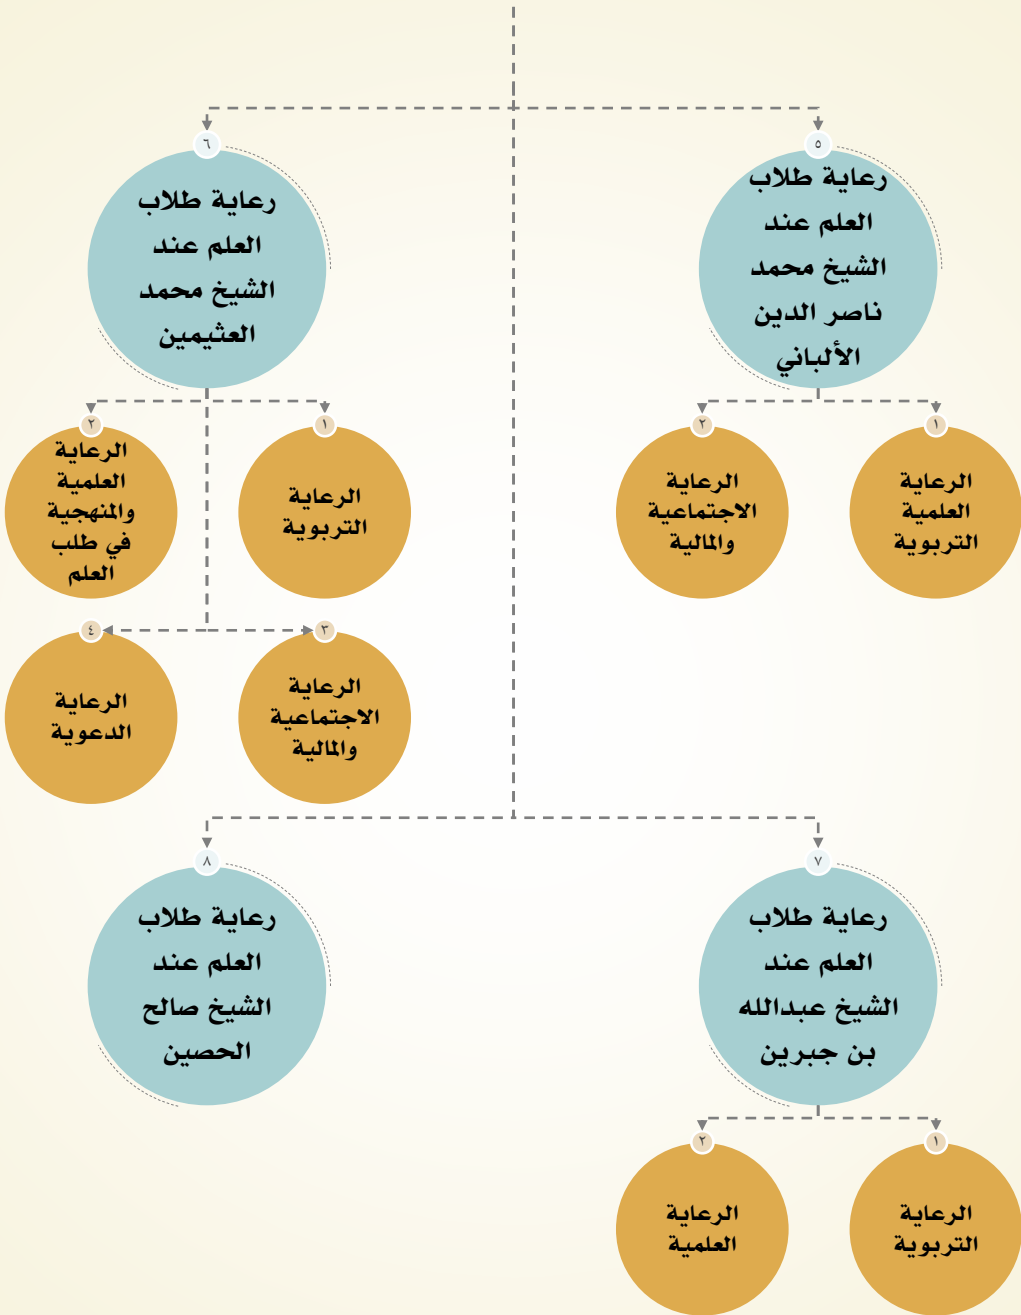 ٥
رعاية طلاب
العلم عند
الشيخ محمد
ناصر الدين
الألباني
١
الرعاية
العلمية
التربوية
٢
الرعاية
الاجتماعية
والمالية
٦
رعاية طلاب
العلم عند
الشيخ محمد
العثيمين
١
الرعاية
التربوية
٢
الرعاية
العلمية
والمنهجية
في طلب
العلم
٣
الرعاية
الاجتماعية
والمالية
٤
الرعاية
الدعوية
٧
رعاية طلاب
العلم عند
الشيخ عبدالله
بن جبرين
١
الرعاية
التربوية
٢
الرعاية
العلمية
٨
رعاية طلاب
العلم عند
الشيخ صالح
الحصين